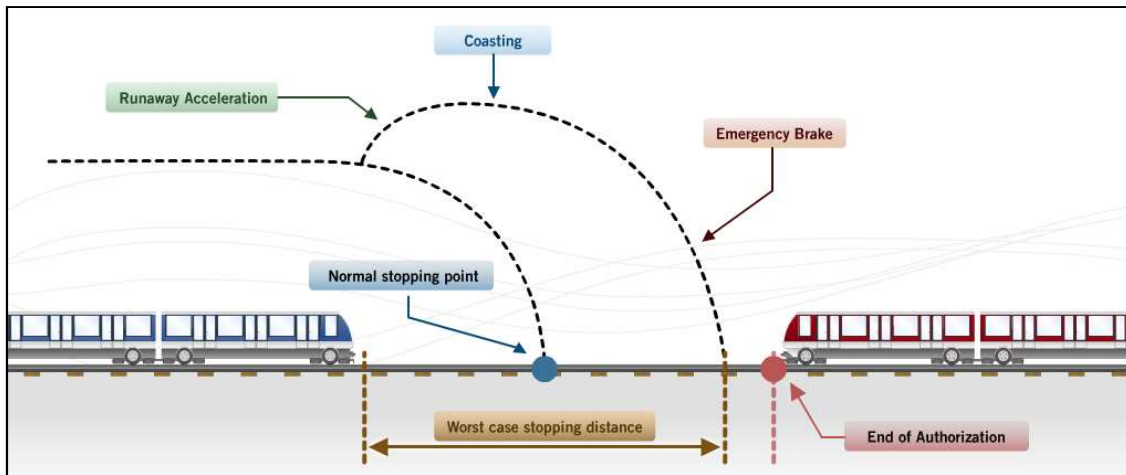 Coasting
Runaway Acceleration
Emergency Brake
Normal stopping point
Worst case stopping distance
End of Authorization